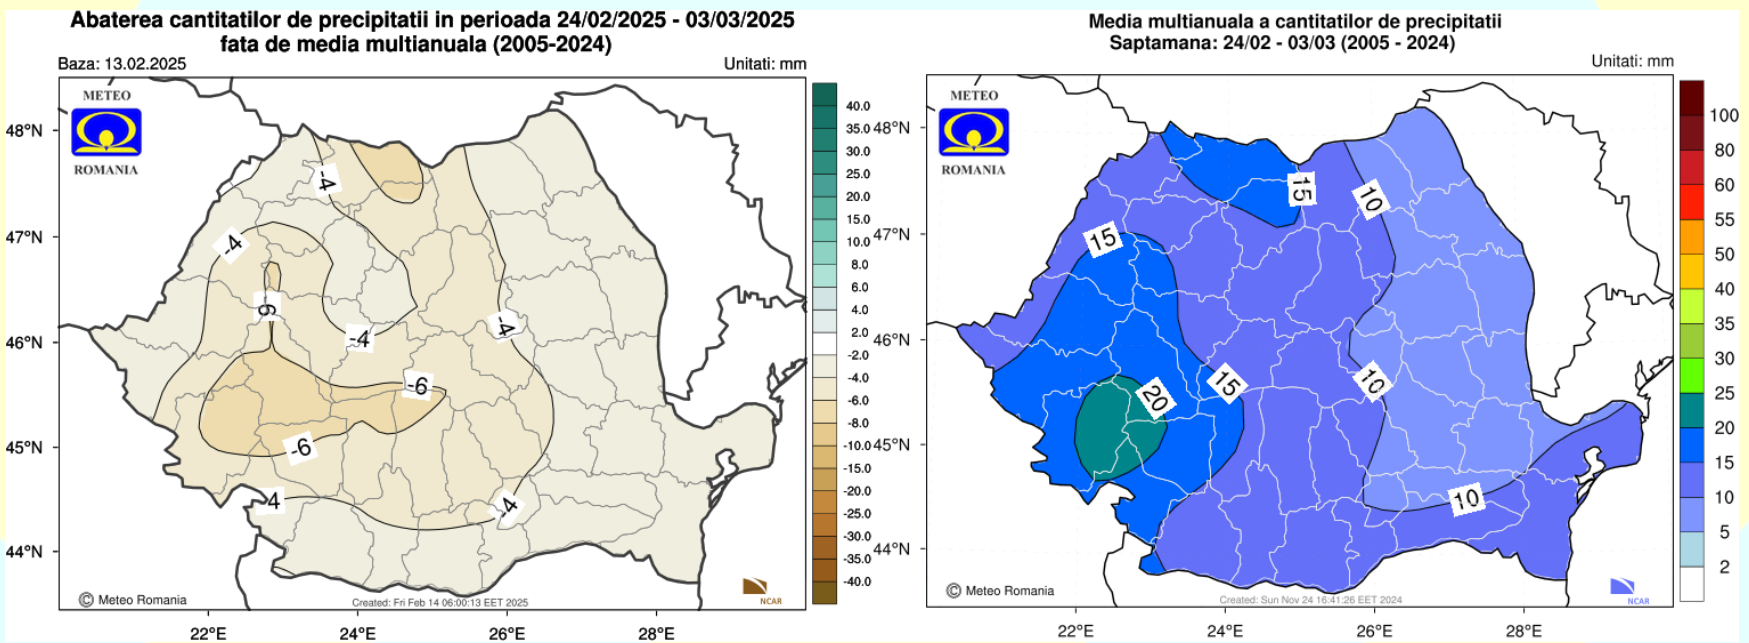 Abaterea cantitatilor de precipitatii in perioada 24/02/2025 - 03/03/2025
fata de media multianuala (2005-2024)
Baza: 13.02.2025
Unitati: mm
METEO
ROMANIA
48°N
47°N
46°N
45°N
44°N
22°E
24°E
26°E
28°E
-4
-4
6
-4
-4
-6
-6
4
-4
40.0
35.0
30.0
25.0
20.0
15.0
10.0
8.0
6.0
4.0
2.0
-2.0
-4.0
-6.0
-8.0
-10.0
-15.0
-20.0
-25.0
-30.0
-35.0
-40.0
© Meteo Romania
Created: Fri Feb 14 06:00:13 EET 2025
NCAR
Media multianuala a cantitatilor de precipitatii
Saptamana: 24/02 - 03/03 (2005 - 2024)
Unitati: mm
METEO
ROMANIA
48°N
47°N
46°N
45°N
44°N
22°E
24°E
26°E
28°E
15
10
15
15
10
20
10
100
80
60
55
50
40
35
30
25
20
15
10
5
2
© Meteo Romania
Created: Sun Nov 24 16:41:26 EET 2024
NCAR